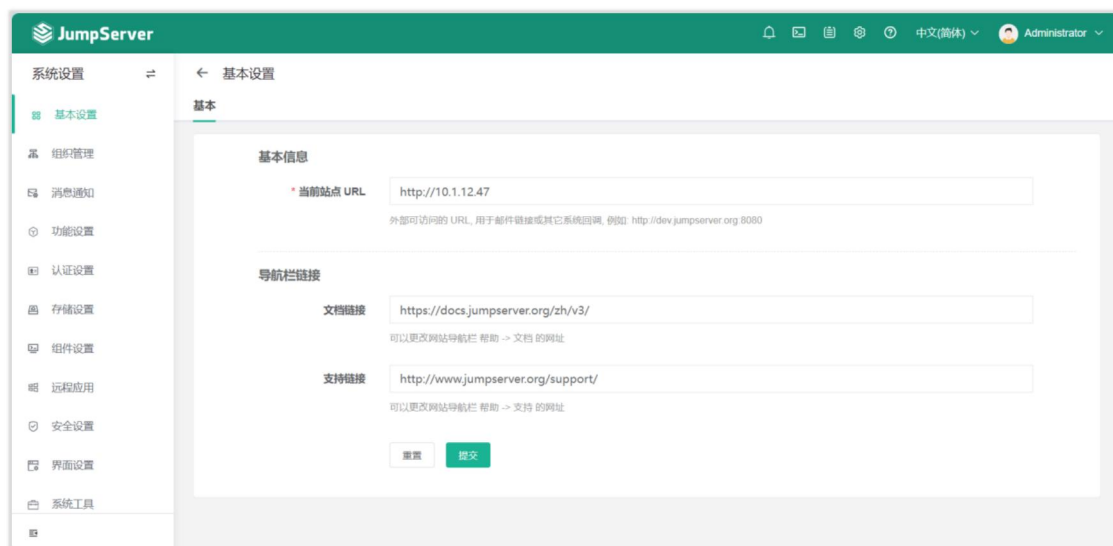 JumpServer
中文(简体)
Administrator
系统设置
基本设置
基本设置
基本
组织管理
消息通知
功能设置
认证设置
存储设置
组件设置
远程应用
安全设置
界面设置
系统工具
基本信息
* 当前站点 URL
http://10.1.12.47
外部可访问的 URL, 用于邮件链接或其它系统回调, 例如: http://dev.jumpserver.org:8080
导航栏链接
文档链接
https://docs.jumpserver.org/zh/v3/
可以更改网站导航栏 帮助 -> 文档 的网址
支持链接
http://www.jumpserver.org/support/
可以更改网站导航栏 帮助 -> 支持 的网址
重置
提交